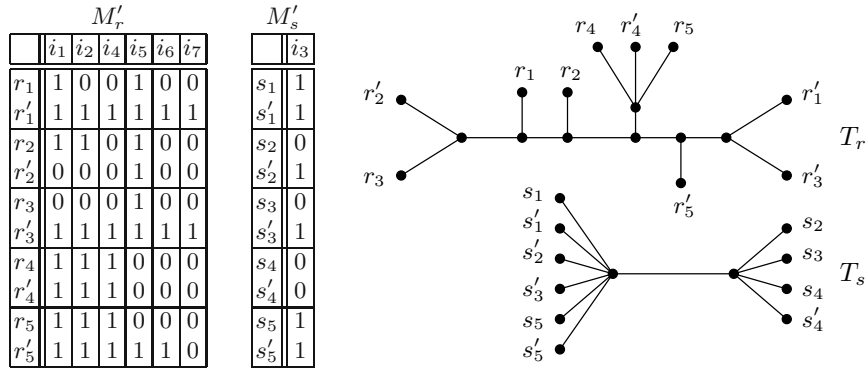 M'_r
i_1 i_2 i_4 i_5 i_6 i_7
r_1 1 0 0 1 0 0
r'_1 1 1 1 1 1 1
r_2 1 1 0 1 0 0
r'_2 0 0 0 1 0 0
r_3 0 0 0 1 0 0
r'_3 1 1 1 1 1 1
r_4 1 1 1 0 0 0
r'_4 1 1 1 0 0 0
r_5 1 1 1 0 0 0
r'_5 1 1 1 1 1 0
M'_s
i_3
s_1 1
s'_1 1
s_2 0
s'_2 1
s_3 0
s'_3 1
s_4 0
s'_4 0
s_5 1
s'_5 1
r_4 r'_4 r_5
r'_2 r_1 r_2 r'_1
T_r
r_3 r'_5 r'_3
s_1
s'_1 s_2
s'_2 s_3
T_s
s'_3 s_4
s_5 s'_4
s'_5